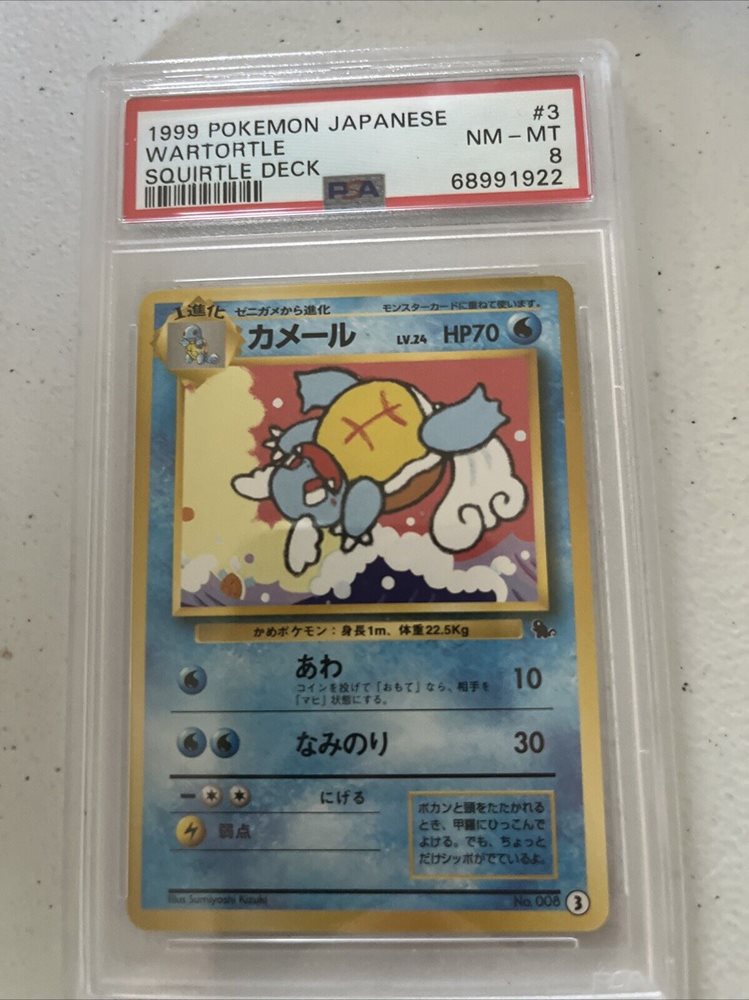 1999 POKEMON JAPANESE #3
WARTORTLE NM - MT
SQUIRTLE DECK 8
PSA 68991922
1進化 ゼニガメから進化 モンスターカードに重ねて使います。
カメール LV.24 HP70
かめポケモン：身長1m、体重22.5Kg
あわ 10
コインを投げて「おもて」なら、相手を
「マヒ」状態にする。
なみのり 30
にげる
弱点
ポカンと頭をたたかれる
とき、甲羅にひっこんで
よける。でも、ちょっと
だけシッポがでているよ。
Illus Sumiyoshi Kizuki No. 008 3